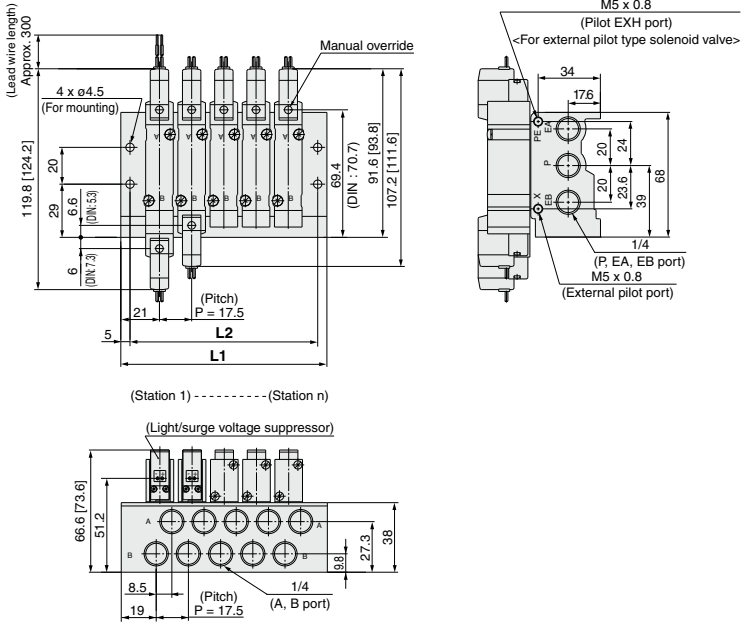 (Lead wire length)
Approx. 300
Manual override
4 x ø4.5
(For mounting)
119.8 [124.2]
20
29
6.6
(DIN: 5.3)
6
(DIN: 7.3)
A
A
A
A
A
B
B
B
B
B
69.4
(DIN : 70.7)
91.6 [93.8]
107.2 [111.6]
21
(Pitch)
P = 17.5
5
L2
L1
M5 x 0.8
(Pilot EXH port)
<For external pilot type solenoid valve>
34
17.6
PE
EA
P
X
EB
20
20
24
23.6
39
68
1/4
(P, EA, EB port)
M5 x 0.8
(External pilot port)
(Station 1) - - - - - - - - - - (Station n)
(Light/surge voltage suppressor)
66.6 [73.6]
51.2
A
A
B
B
9.8
27.3
38
8.5
19
(Pitch)
P = 17.5
1/4
(A, B port)